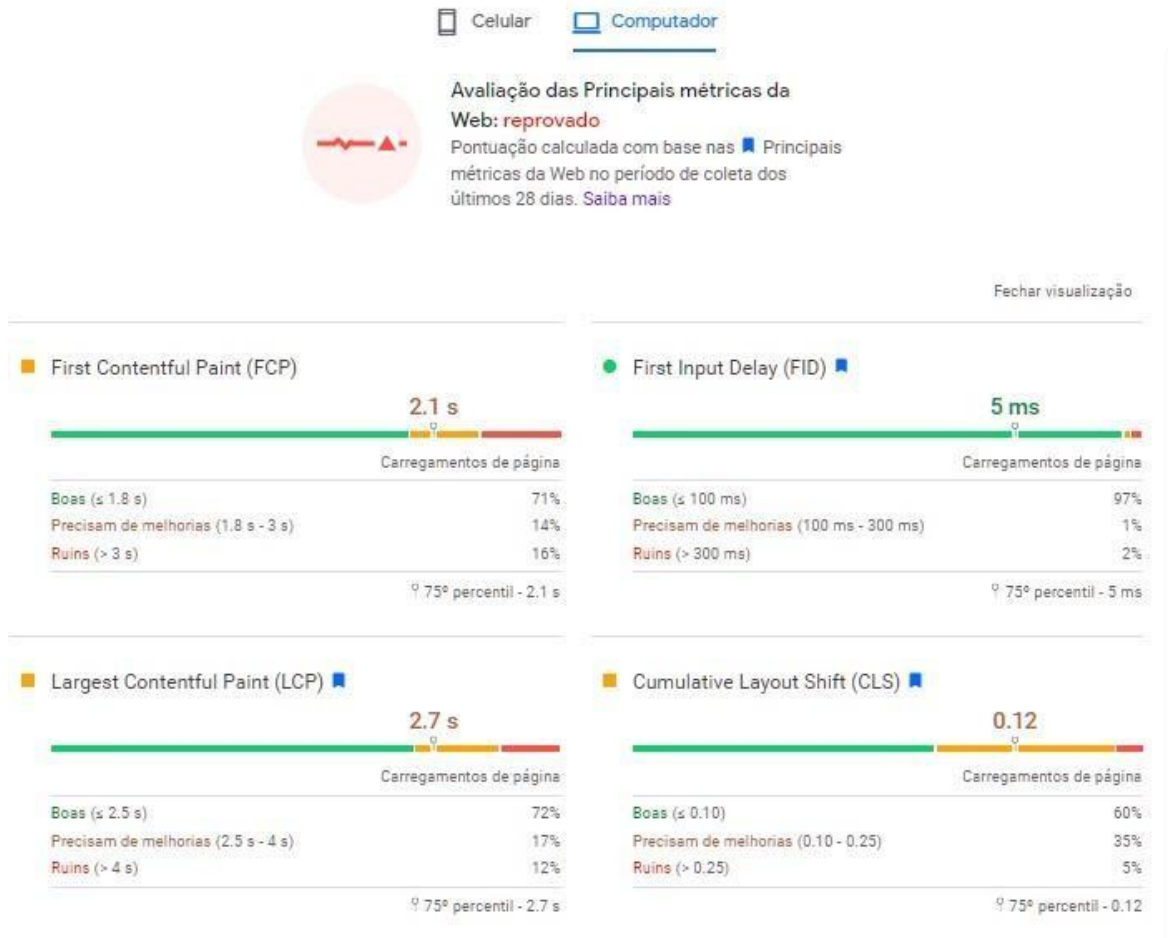 Celular Computador
Avaliação das Principais métricas da
Web: reprovado
Pontuação calculada com base nas Principais
métricas da Web no período de coleta dos
últimos 28 dias. Saiba mais
Fechar visualização
First Contentful Paint (FCP)
2.1 s
Carregamentos de página
Boas (≤ 1.8 s) 71%
Precisam de melhorias (1.8 s - 3 s) 14%
Ruins (> 3 s) 16%
75º percentil - 2.1 s
First Input Delay (FID)
5 ms
Carregamentos de página
Boas (≤ 100 ms) 97%
Precisam de melhorias (100 ms - 300 ms) 1%
Ruins (> 300 ms) 2%
75º percentil - 5 ms
Largest Contentful Paint (LCP)
2.7 s
Carregamentos de página
Boas (≤ 2.5 s) 72%
Precisam de melhorias (2.5 s - 4 s) 17%
Ruins (> 4 s) 12%
75º percentil - 2.7 s
Cumulative Layout Shift (CLS)
0.12
Carregamentos de página
Boas (≤ 0.10) 60%
Precisam de melhorias (0.10 - 0.25) 35%
Ruins (> 0.25) 5%
75º percentil - 0.12